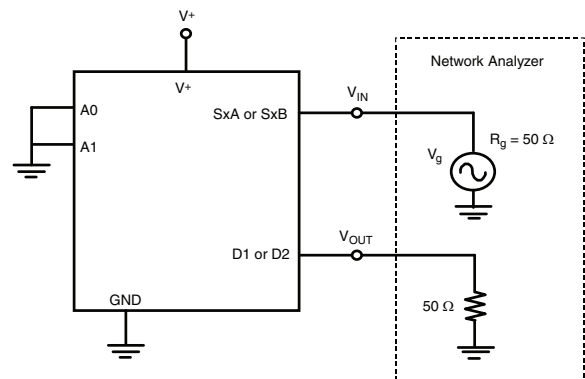 V+
Network Analyzer
V+
VIN
A0
SxA or SxB
Rg = 50 Ω
A1
Vg
VOUT
D1 or D2
GND
50 Ω